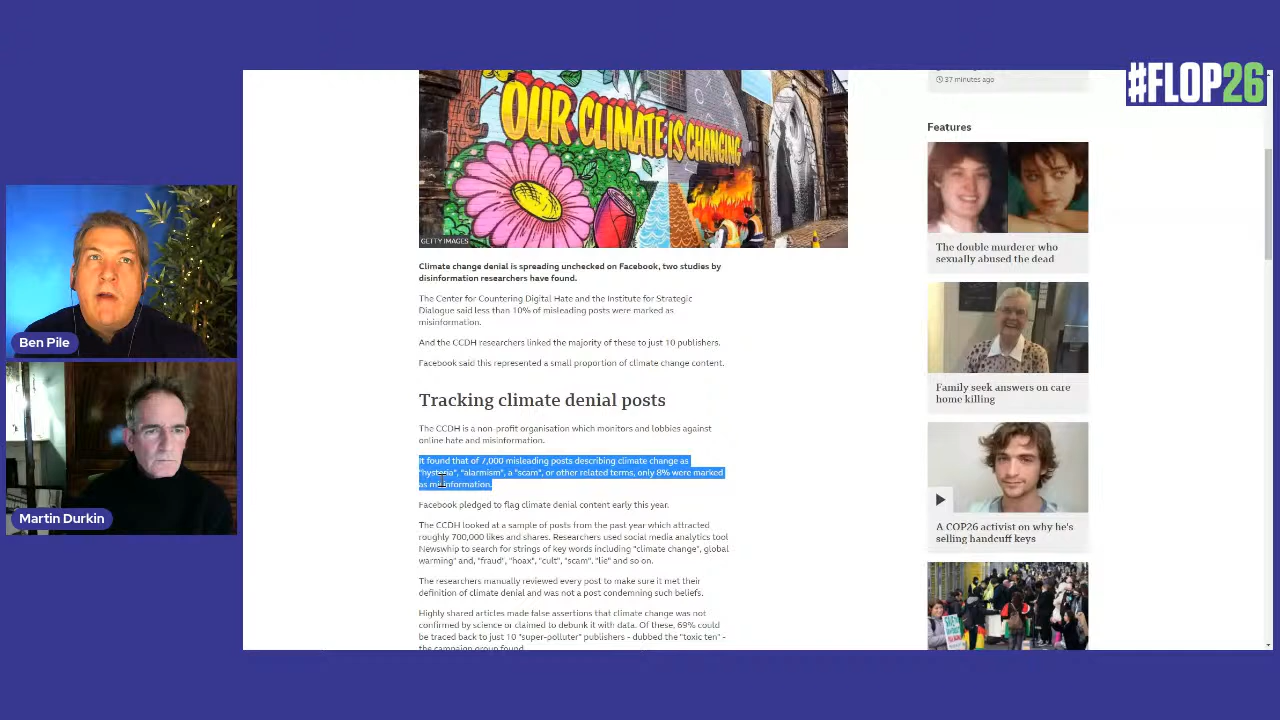 #FLOP26
37 minutes ago
OUR CLIMATE IS CHANGING
GETTY IMAGES
Climate change denial is spreading unchecked on Facebook, two studies by
disinformation researchers have found.
The Center for Countering Digital Hate and the Institute for Strategic
Dialogue said less than 10% of misleading posts were marked as
misinformation.
And the CCDH researchers linked the majority of these to just 10 publishers.
Facebook said this represented a small proportion of climate change content.
Tracking climate denial posts
The CCDH is a non-profit organisation which monitors and lobbies against
online hate and misinformation.
It found that of 7,000 misleading posts describing climate change as
"hysteria", "alarmism", a "scam", or other related terms, only 8% were marked
as misinformation.
Facebook pledged to flag climate denial content early this year.
The CCDH looked at a sample of posts from the past year which attracted
roughly 700,000 likes and shares. Researchers used social media analytics tool
Newswhip to search for strings of key words including "climate change", global
warming" and, "fraud", "hoax", "cult", "scam". "lie" and so on.
The researchers manually reviewed every post to make sure it met their
definition of climate denial and was not a post condemning such beliefs.
Highly shared articles made false assertions that climate change was not
confirmed by science or claimed to debunk it with data. Of these, 69% could
be traced back to just 10 "super-polluter" publishers - dubbed the "toxic ten" -
the campaign group found.
Features
The double murderer who
sexually abused the dead
Family seek answers on care
home killing
A COP26 activist on why he's
selling handcuff keys
Ben Pile
Martin Durkin